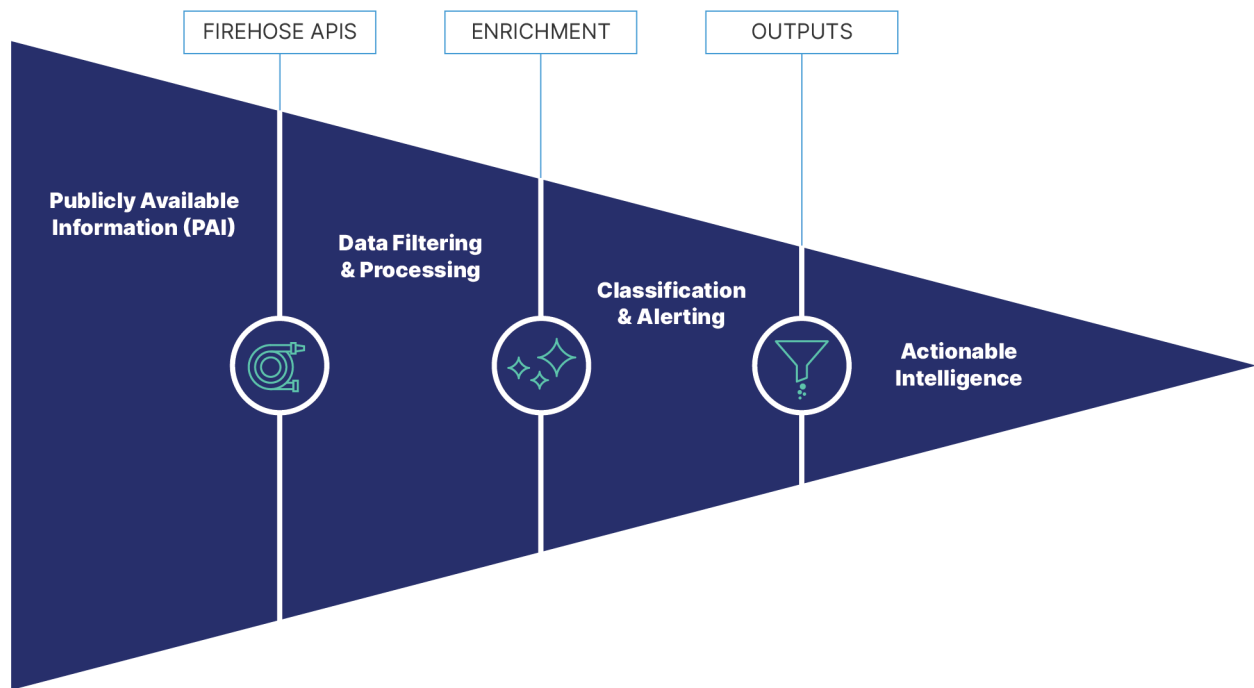 FIREHOSE APIS
ENRICHMENT
OUTPUTS
Publicly Available
Information (PAI)
Data Filtering
& Processing
Classification
& Alerting
Actionable
Intelligence